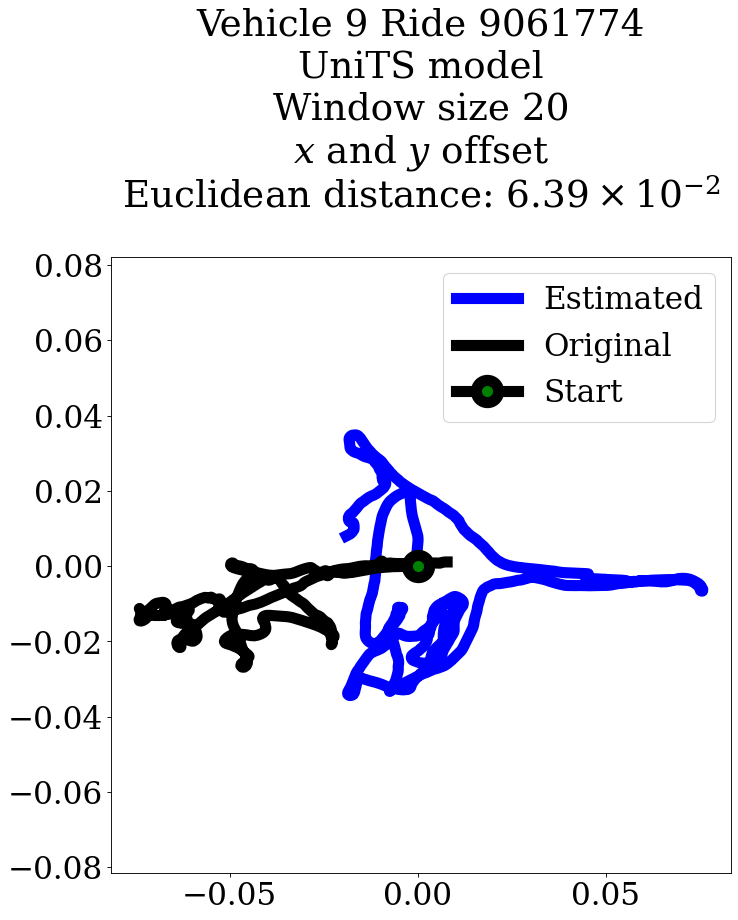 Vehicle 9 Ride 9061774
UniTS model
Window size 20
x and y offset
Euclidean distance: 6.39 × 10⁻²
Estimated
Original
Start
0.08
0.06
0.04
0.02
0.00
−0.02
−0.04
−0.06
−0.08
−0.05 0.00 0.05